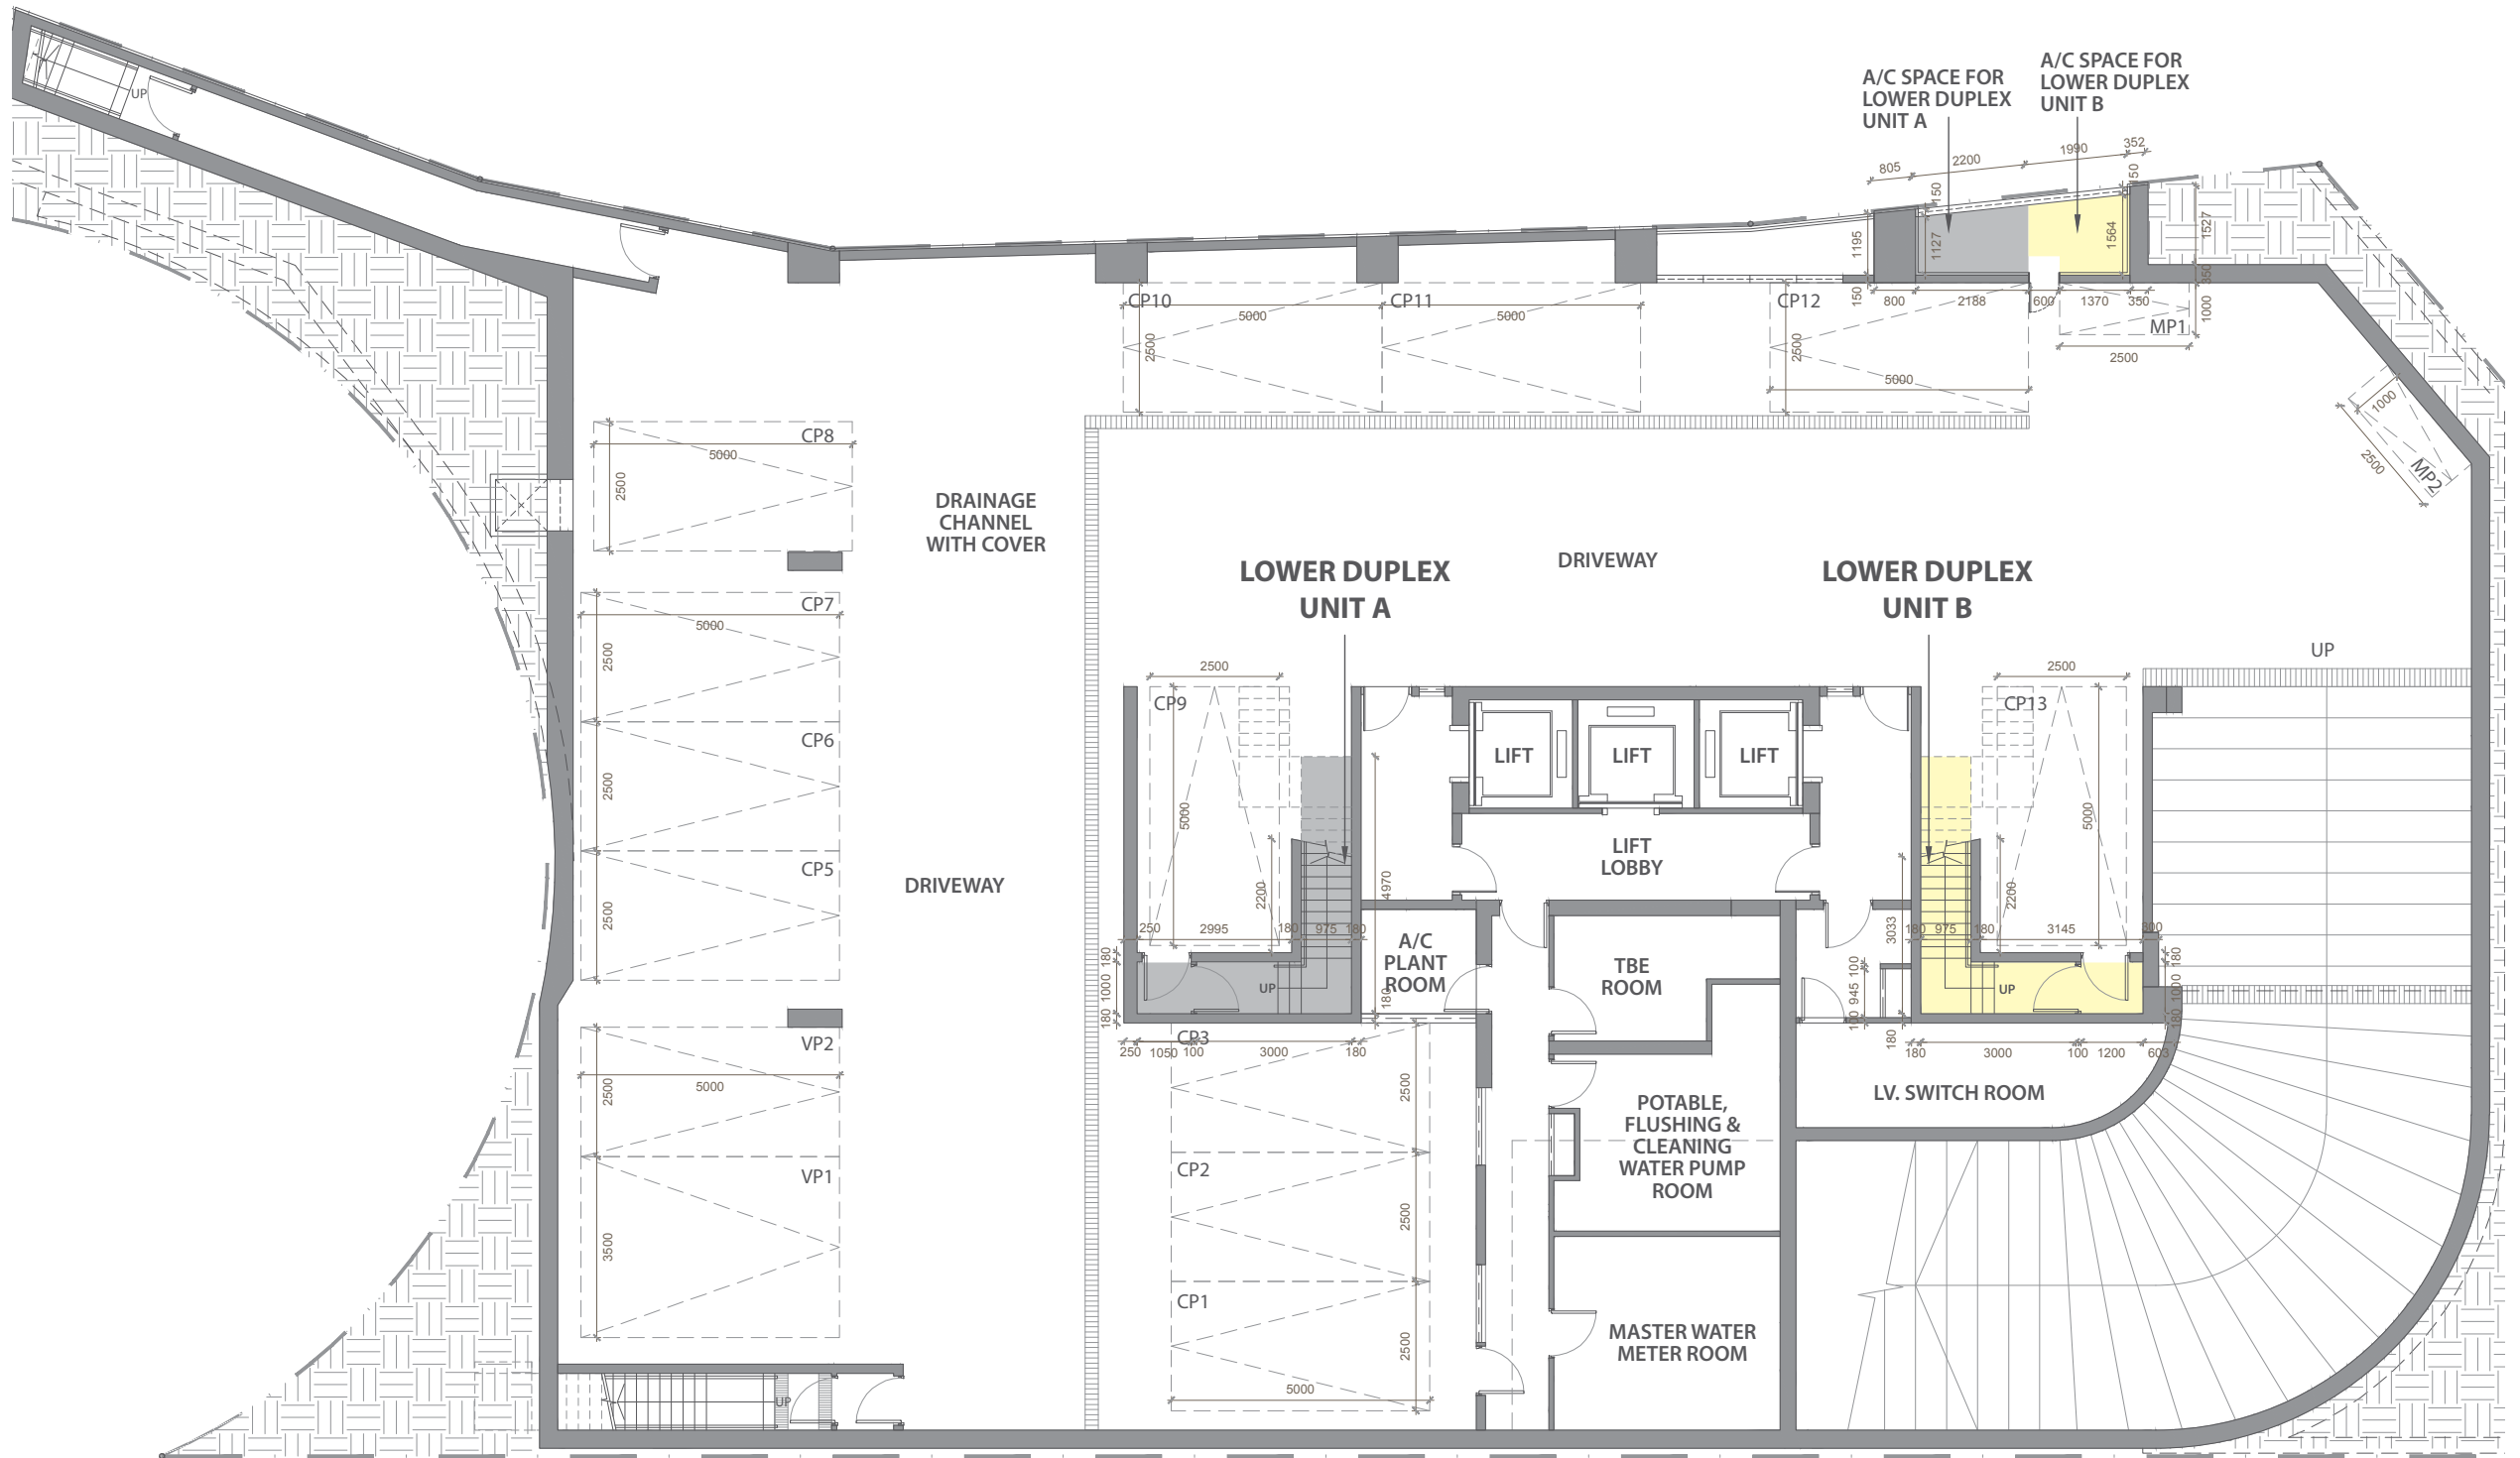 A/C SPACE FOR
LOWER DUPLEX
UNIT A
A/C SPACE FOR
LOWER DUPLEX
UNIT B
UP
805
2200
1990
352
150
150
1195
1127
1564
1527
350
1000
150
800
2188
600
1370
350
MP1
2500
CP10
5000
2500
CP11
5000
CP12
2500
5000
1000
2500
MP2
CP8
5000
2500
DRAINAGE
CHANNEL
WITH COVER
DRIVEWAY
LOWER DUPLEX
UNIT A
LOWER DUPLEX
UNIT B
CP7
5000
2500
CP6
2500
CP5
2500
DRIVEWAY
UP
2500
CP9
5000
2200
4970
250
2995
180
975
180
180
1000
180
UP
180
250
1050
100
3000
180
LIFT
LIFT
LIFT
LIFT
LOBBY
A/C
PLANT
ROOM
TBE
ROOM
2500
CP13
5000
2200
3033
180
975
180
3145
300
180
1000
180
100
945
100
180
UP
180
3000
100
1200
603
LV. SWITCH ROOM
VP2
5000
2500
VP1
3500
CP3
2500
CP2
2500
CP1
2500
5000
POTABLE,
FLUSHING &
CLEANING
WATER PUMP
ROOM
MASTER WATER
METER ROOM
UP